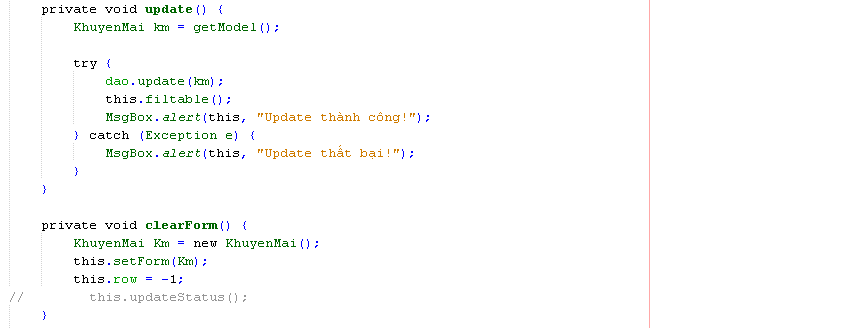 private void update() {
    KhuyenMai km = getModel();

    try {
        dao.update(km);
        this.filtable();
        MsgBox.alert(this, "Update thành công!");
    } catch (Exception e) {
        MsgBox.alert(this, "Update thất bại!");
    }
}

private void clearForm() {
    KhuyenMai Km = new KhuyenMai();
    this.setForm(Km);
    this.row = -1;
//        this.updateStatus();
}